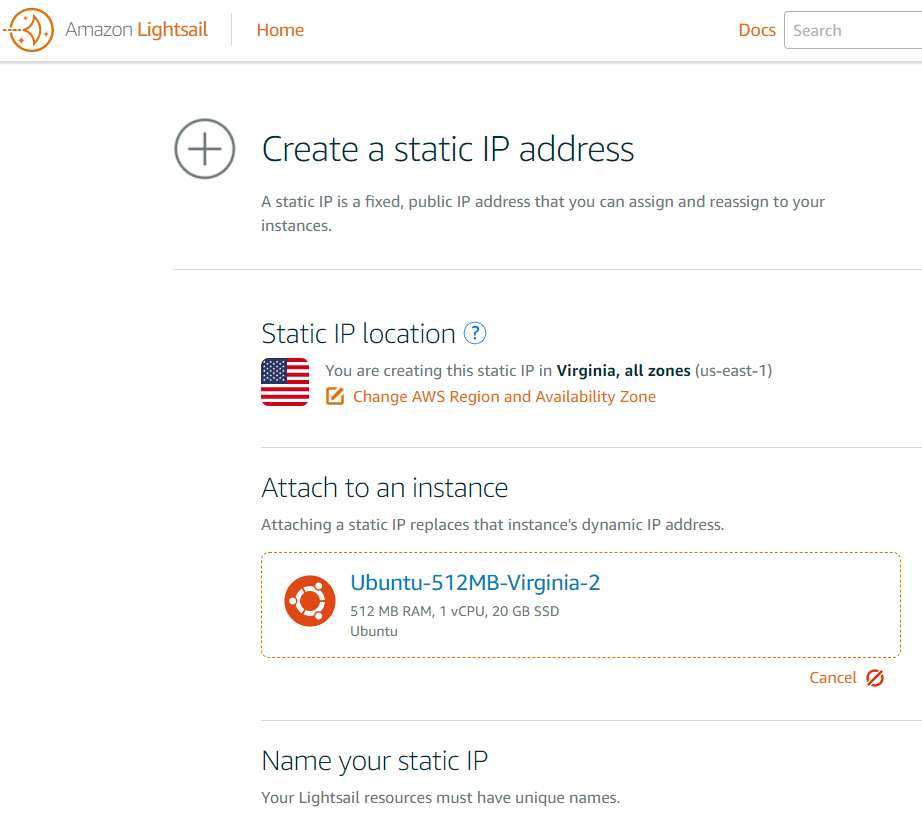 Amazon Lightsail
Home
Docs
Search
Create a static IP address
A static IP is a fixed, public IP address that you can assign and reassign to your
instances.
Static IP location ?
You are creating this static IP in Virginia, all zones (us-east-1)
Change AWS Region and Availability Zone
Attach to an instance
Attaching a static IP replaces that instance's dynamic IP address.
Ubuntu-512MB-Virginia-2
512 MB RAM, 1 vCPU, 20 GB SSD
Ubuntu
Cancel
Name your static IP
Your Lightsail resources must have unique names.